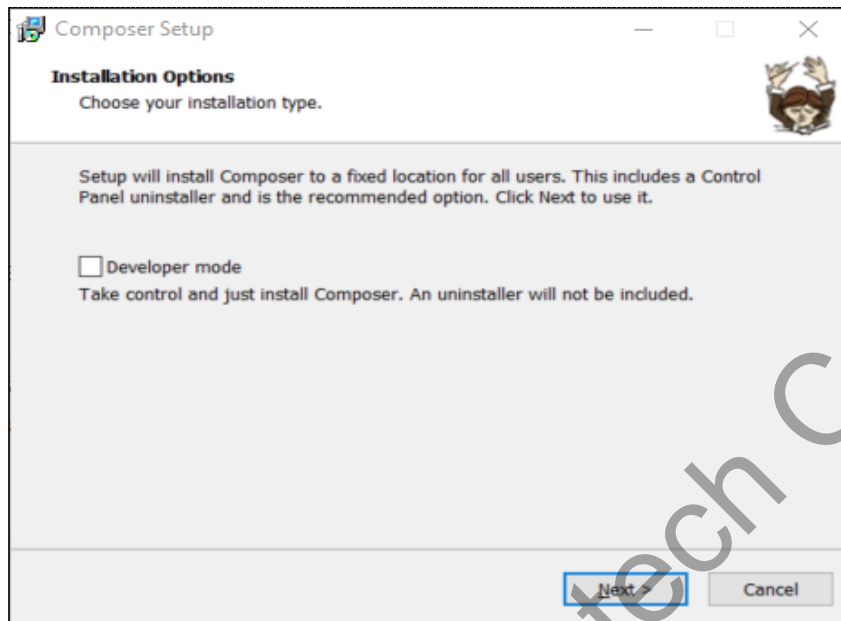 Composer Setup
Installation Options
Choose your installation type.
Setup will install Composer to a fixed location for all users. This includes a Control
Panel uninstaller and is the recommended option. Click Next to use it.
Developer mode
Take control and just install Composer. An uninstaller will not be included.
Next >
Cancel
tech C